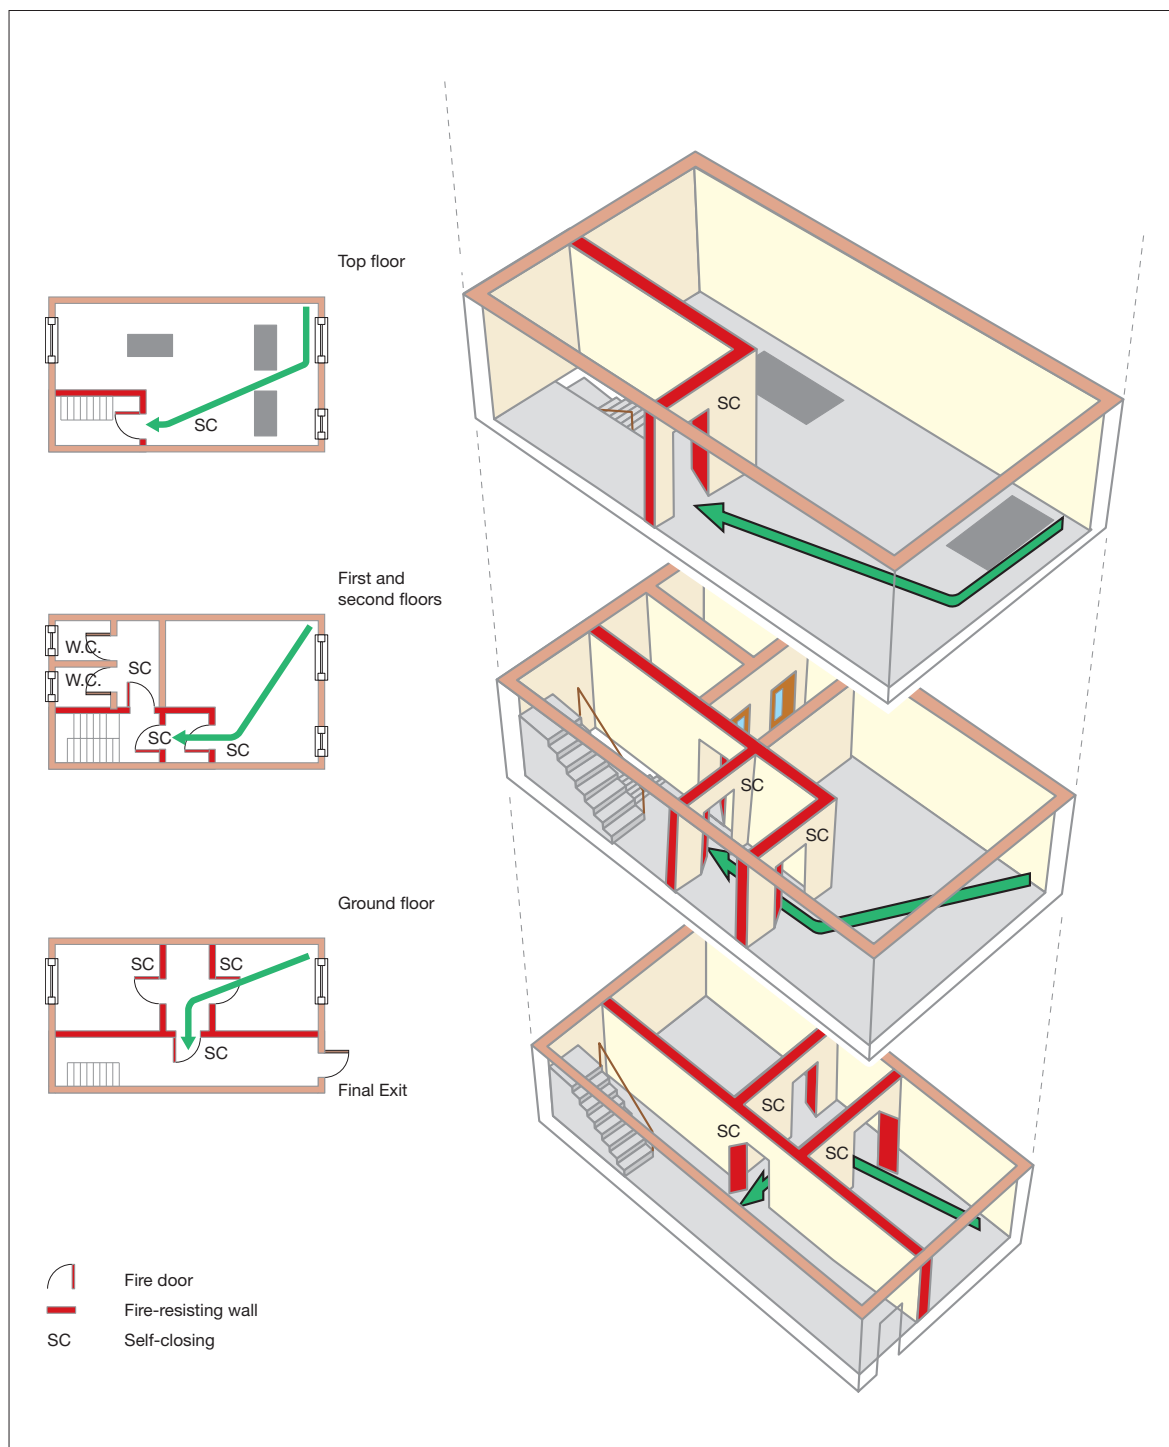 Top floor
SC
SC
First and
second floors
W.C.
SC
W.C.
SC
SC
SC
SC
Ground floor
SC
SC
SC
Final Exit
SC
SC
SC
Fire door
Fire-resisting wall
SC
Self-closing